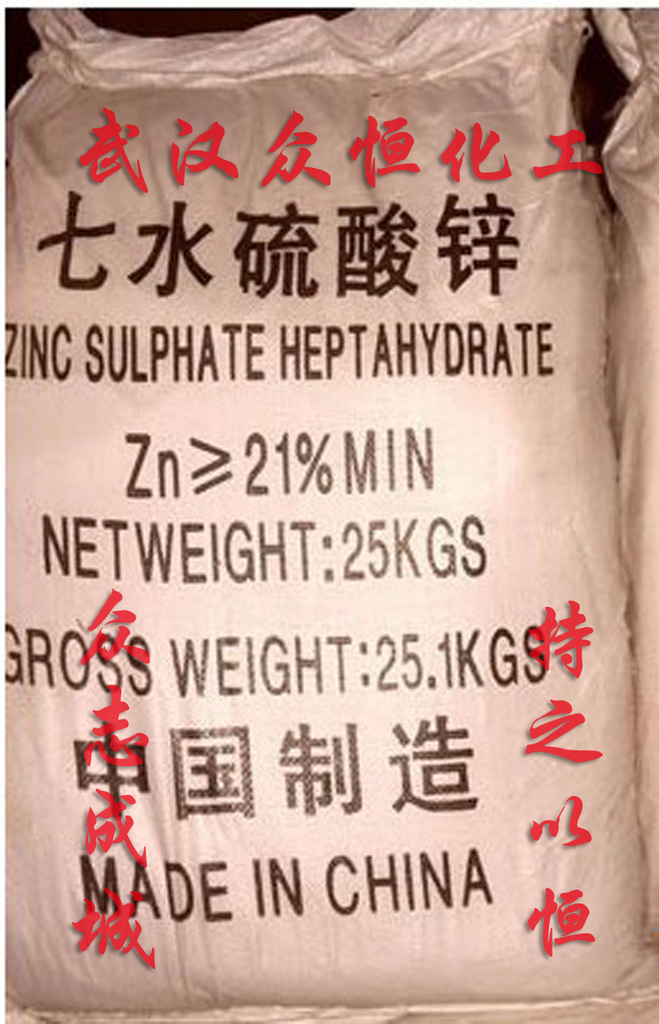 武汉众恒化工
七水硫酸锌
ZINC SULPHATE HEPTAHYDRATE
Zn≥21%MIN
NETWEIGHT:25KGS
GROSS WEIGHT:25.1KGS
中国制造
MADE IN CHINA
众志成城
持之以恒